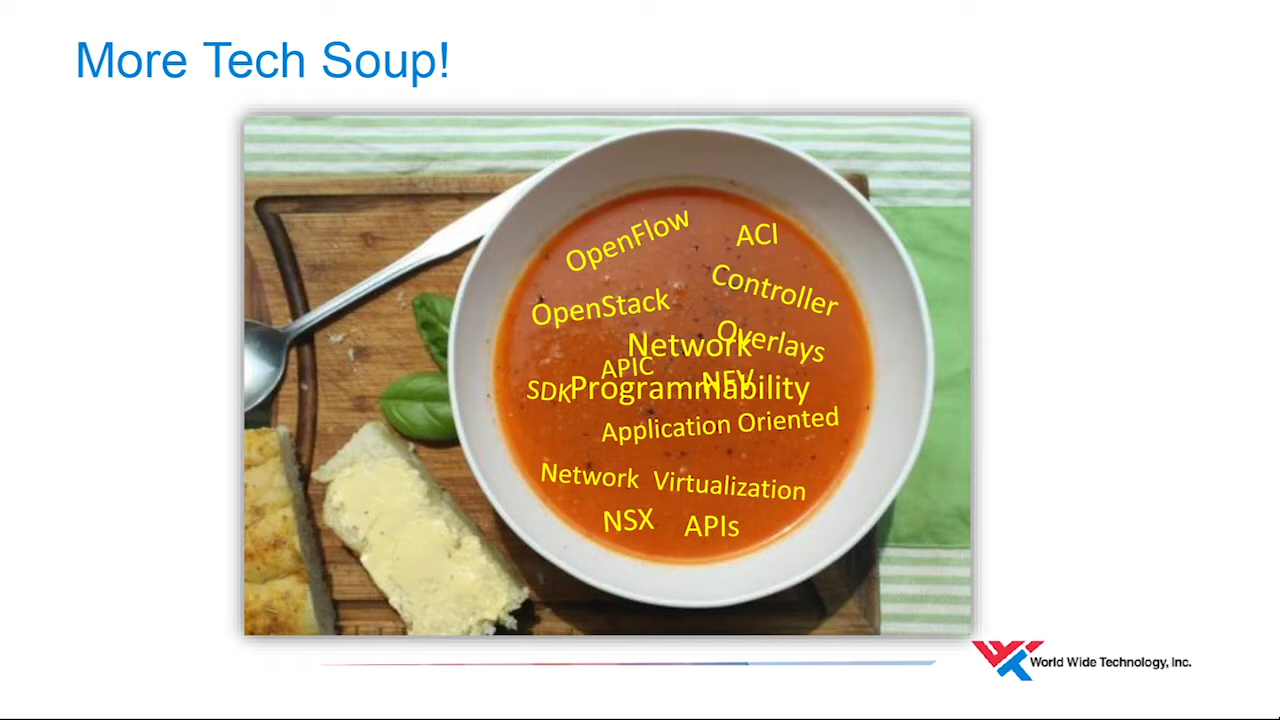 More Tech Soup!
OpenFlow
ACI
Controller
OpenStack
Overlays
Network
APIC
NFV
SDK
Programmability
Application Oriented
Network Virtualization
NSX
APIs
World Wide Technology, Inc.